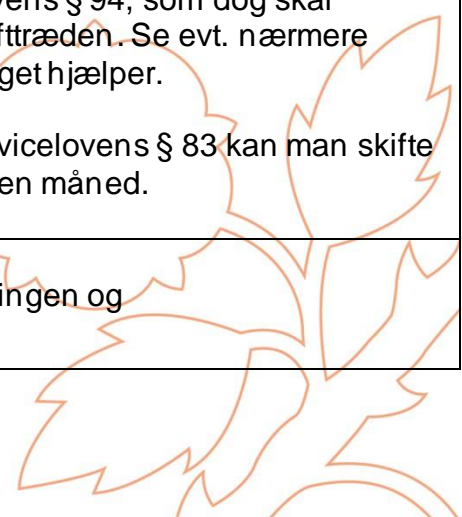 vens § 94, som dog skal
fttræden. Se evt. nærmere
get hjælper.
vicelovens § 83 kan man skifte
en måned.
ingen og